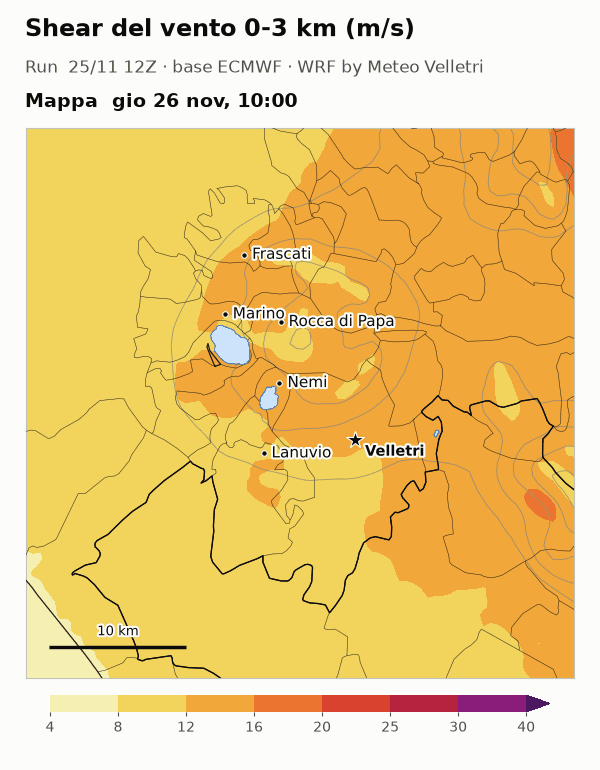 Shear del vento 0-3 km (m/s)
Run  25/11 12Z · base ECMWF · WRF by Meteo Velletri
Mappa  gio 26 nov, 10:00
Frascati
Marino
Rocca di Papa
Nemi
Velletri
Lanuvio
10 km
4 8 12 16 20 25 30 40